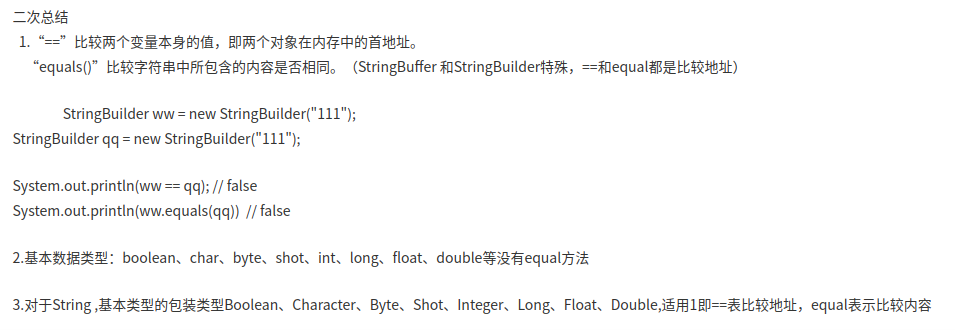 二次总结
1.“==”比较两个变量本身的值，即两个对象在内存中的首地址。
“equals()”比较字符串中所包含的内容是否相同。（StringBuffer 和StringBuilder特殊，==和equal都是比较地址）
StringBuilder ww = new StringBuilder("111");
StringBuilder qq = new StringBuilder("111");
System.out.println(ww == qq); // false
System.out.println(ww.equals(qq))  // false
2.基本数据类型：boolean、char、byte、shot、int、long、float、double等没有equal方法
3.对于String ,基本类型的包装类型Boolean、Character、Byte、Shot、Integer、Long、Float、Double,适用1即==表比较地址，equal表示比较内容